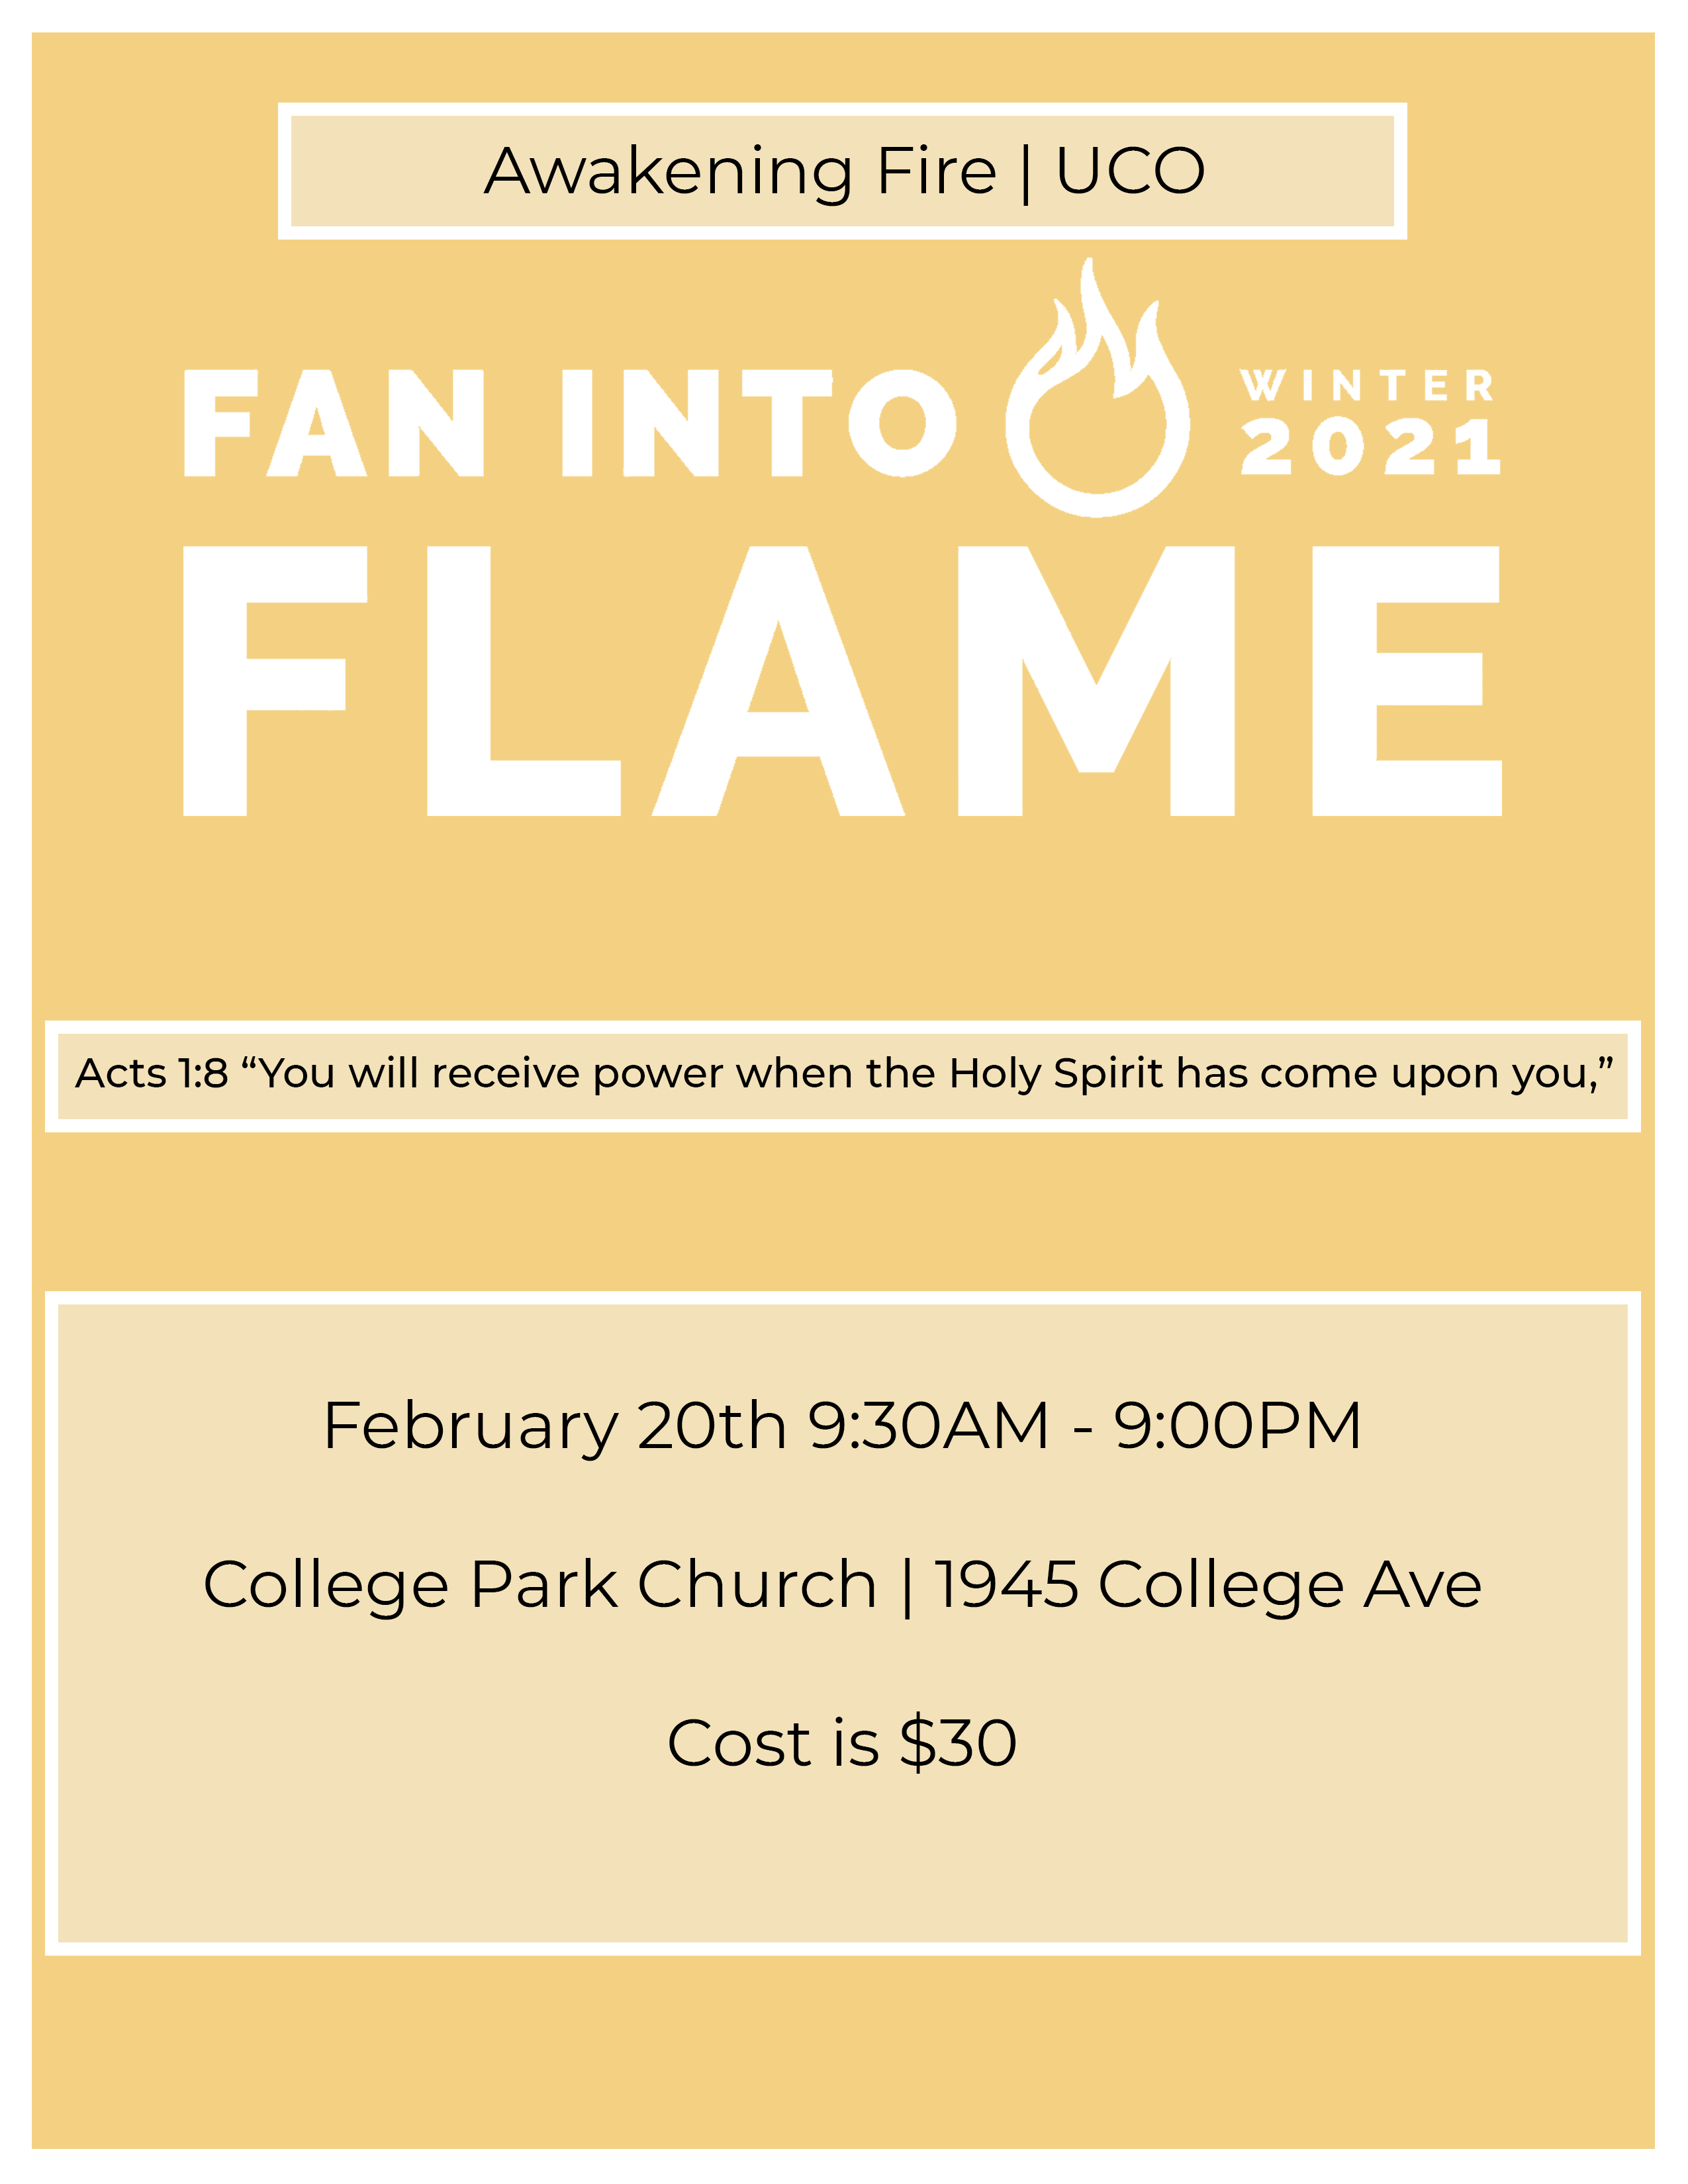 Awakening Fire | UCO
FAN INTO
WINTER
2021
FLAME
Acts 1:8 “You will receive power when the Holy Spirit has come upon you,”
February 20th 9:30AM - 9:00PM
College Park Church | 1945 College Ave
Cost is $30